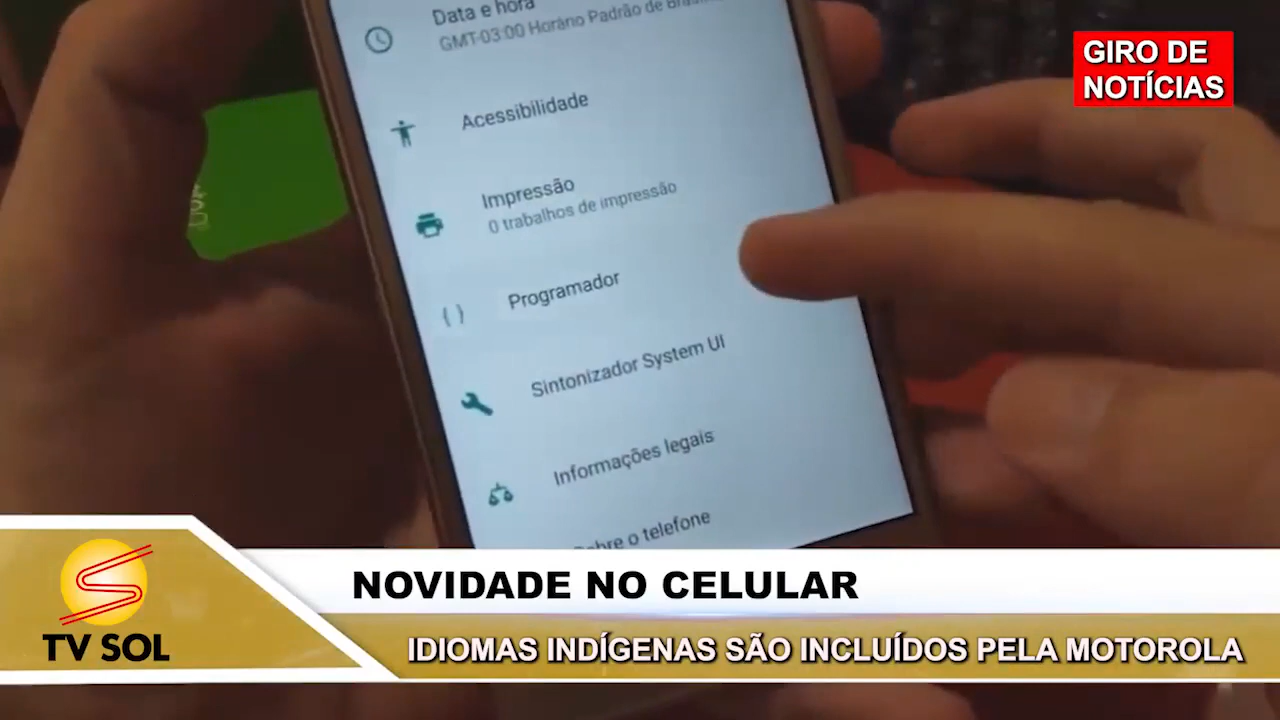 Data e hora
GMT-03:00 Horário Padrão de
GIRO DE
NOTÍCIAS
Acessibilidade
Impressão
0 trabalhos de impressão
Programador
Sintonizador System UI
Informações legais
o telefone
NOVIDADE NO CELULAR
IDIOMAS INDÍGENAS SÃO INCLUÍDOS PELA MOTOROLA
TV SOL